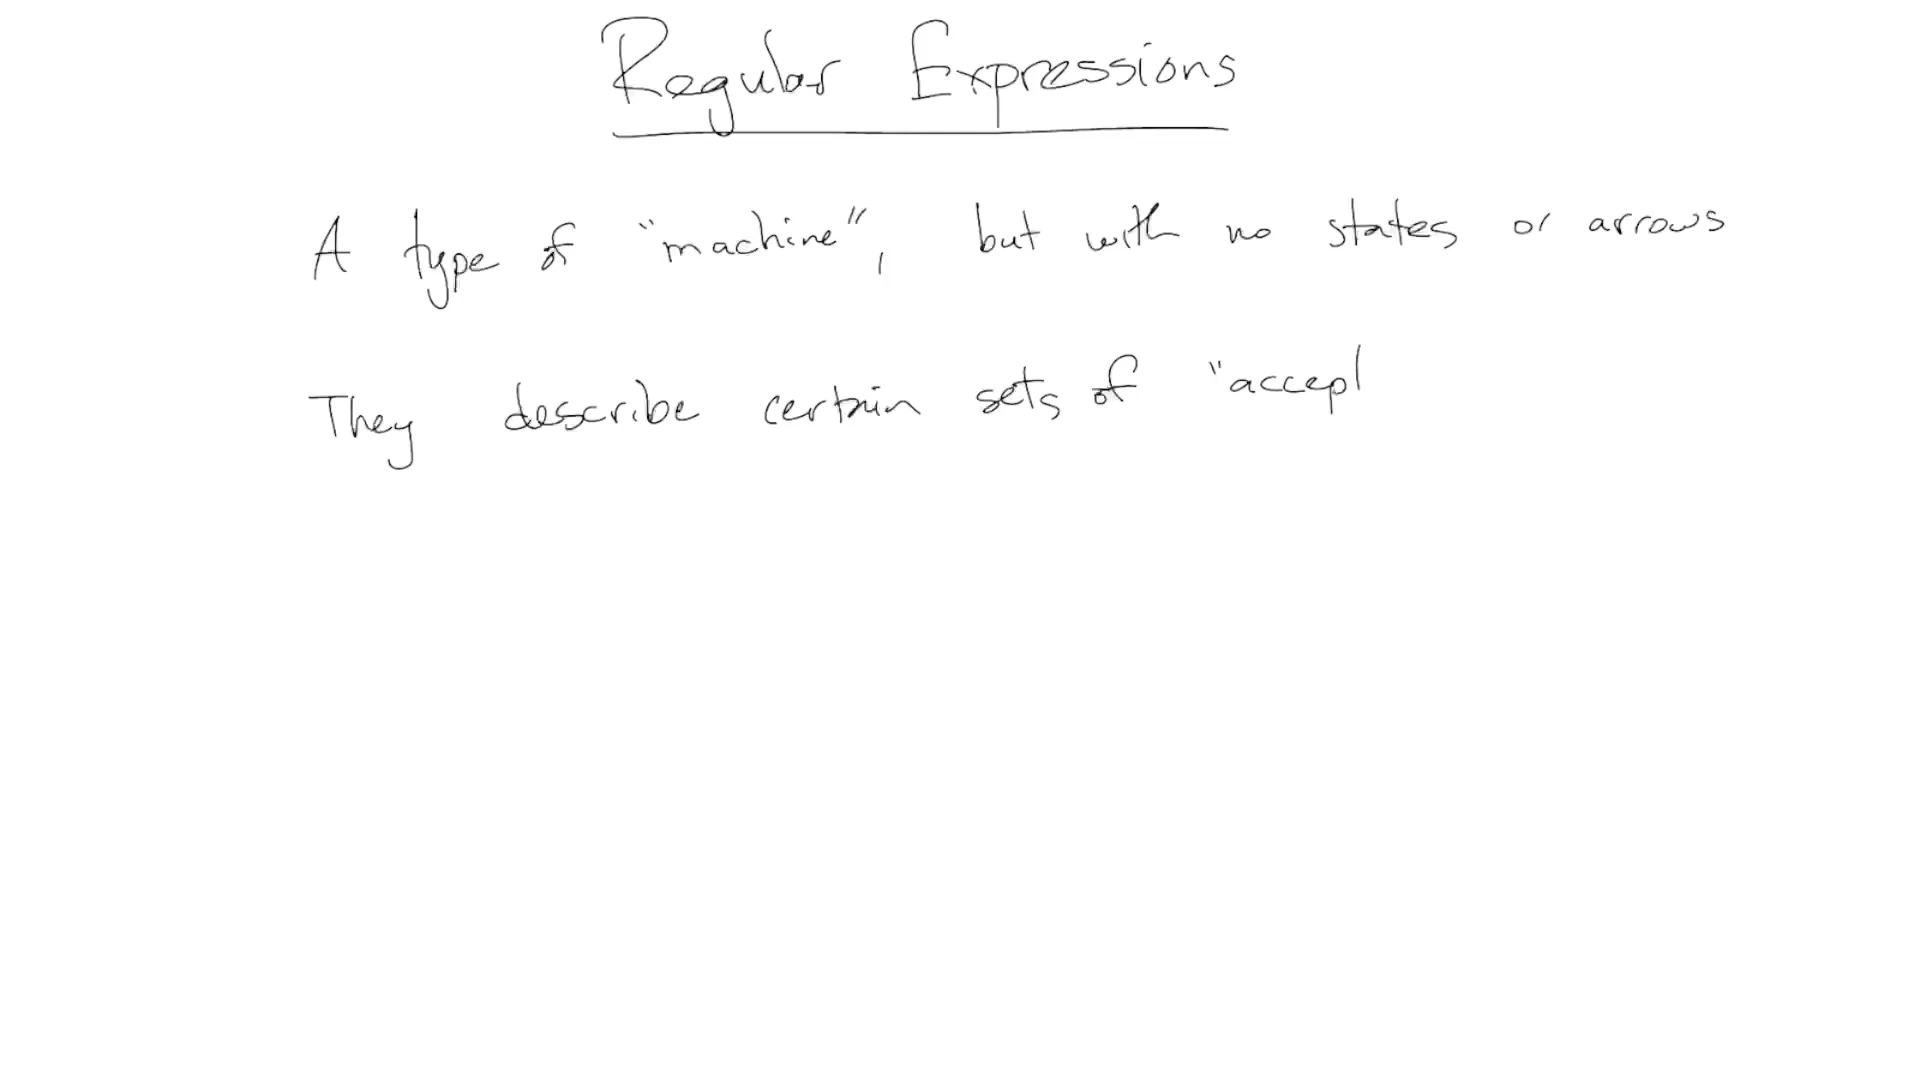 Regular Expressions
A type of "machine", but with no states or arrows
They describe certain sets of "accepl